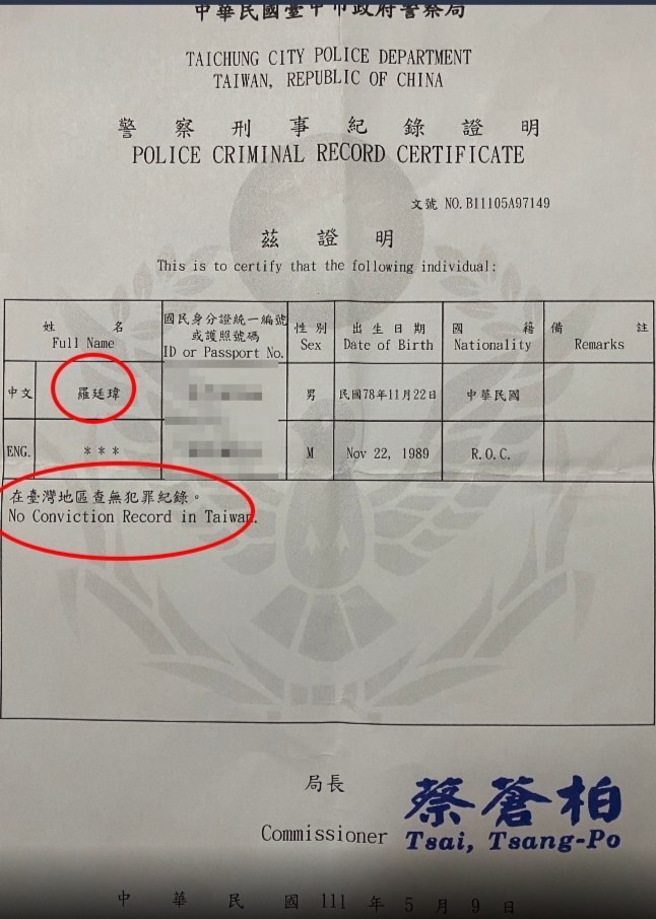 中華民國臺中市政府警察局
TAICHUNG CITY POLICE DEPARTMENT
TAIWAN, REPUBLIC OF CHINA
警察刑事紀錄證明
POLICE CRIMINAL RECORD CERTIFICATE
文號 NO.B11105A97149
茲證明
This is to certify that the following individual:
姓名
Full Name
國民身分證統一編號
或護照號碼
ID or Passport No.
性別
Sex
出生日期
Date of Birth
國籍
Nationality
備註
Remarks
中文
羅廷瑋
男
民國78年11月22日
中華民國
ENG.
***
M
Nov 22, 1989
R.O.C.
在臺灣地區查無犯罪紀錄。
No Conviction Record in Taiwan.
局長
Commissioner
蔡蒼柏
Tsai, Tsang-Po
中華民國 111 年 5 月 9 日